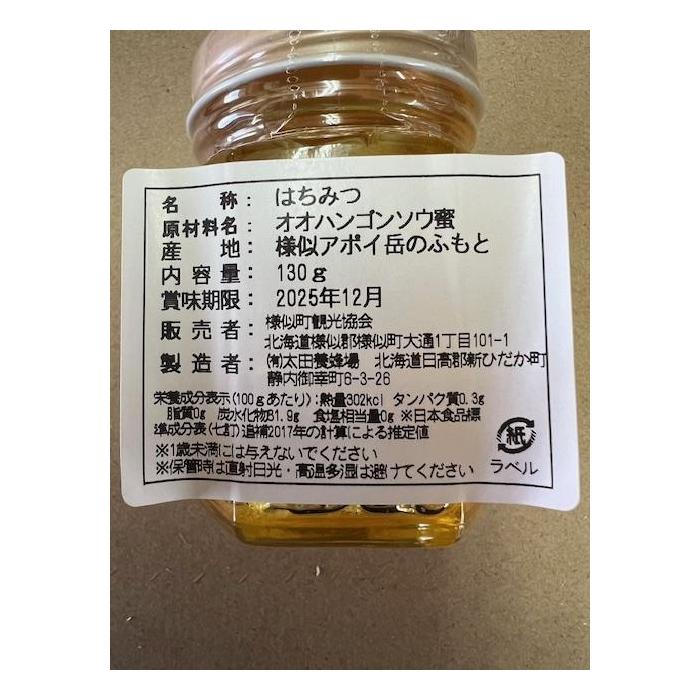 名称：はちみつ
原材料名：オオハンゴンソウ蜜
産地：様似アポイ岳のふもと
内容量：130ｇ
賞味期限：2025年12月
販売者：様似町観光協会
北海道様似郡様似町大通1丁目101-1
製造者：㈲太田養蜂場　北海道日高郡新ひだか町
静内御幸町6-3-26
栄養成分表示(100ｇあたり)：熱量302kcl タンパク質0.3g
脂質0g 炭水化物81.9g 食塩相当量0g ※日本食品標
準成分表(七訂)追補2017年の計算による推定値
※1歳未満には与えないでください
※保管時は直射日光・高温多湿は避けてください
紙
ラベル